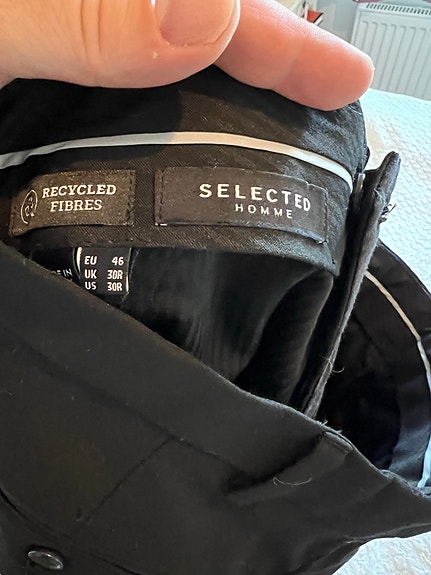 RECYCLED
FIBRES
SELECTED
HOMME
EU 46
UK 30R
US 30R